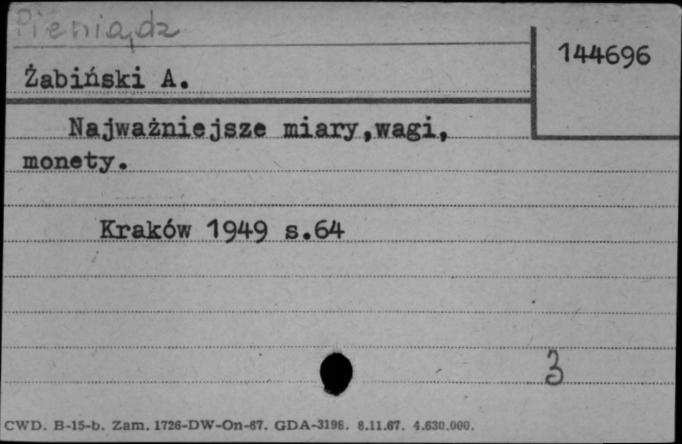 Pieniądz
144696
Żabiński A.
Najważniejsze miary,wagi,
monety.
Kraków 1949 s.64
3
CWD. B-15-b. Zam. 1726-DW-On-67. GDA-3196. 8.11.67. 4.630.000.